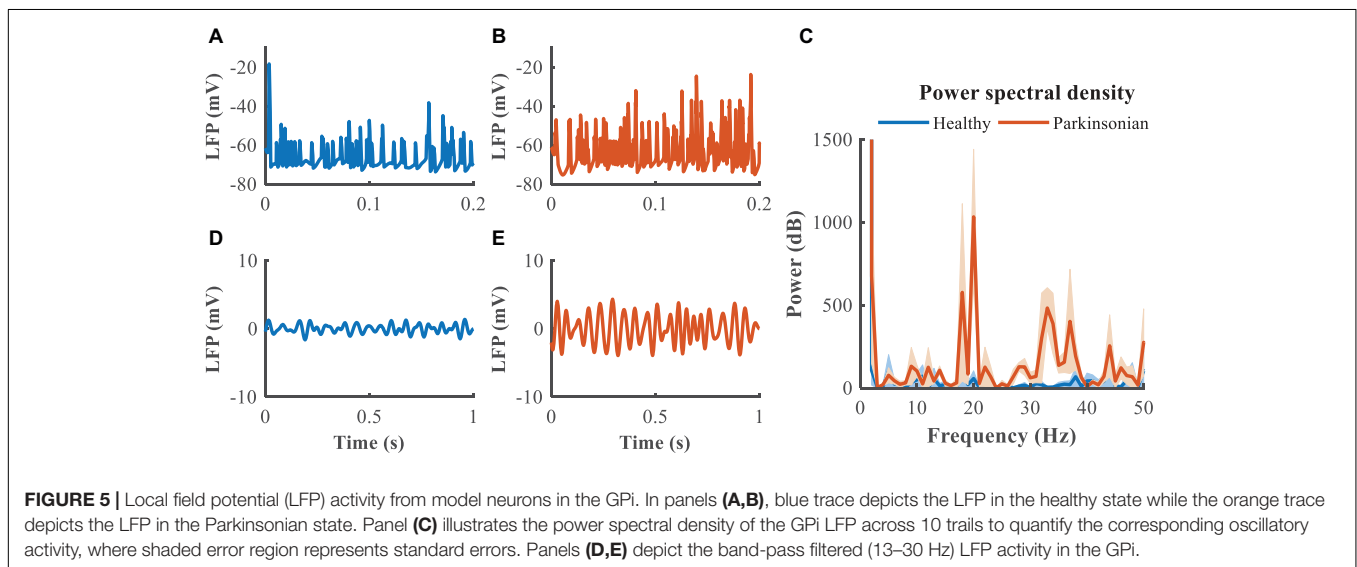 A
B
C
LFP (mV)
-20
-40
-60
-80
0
0.1
0.2
LFP (mV)
-20
-40
-60
-80
0
0.1
0.2
Power spectral density
Healthy
Parkinsonian
Power (dB)
1500
1000
500
0
0
10
20
30
40
50
Frequency (Hz)
D
E
LFP (mV)
10
0
-10
0
0.5
1
Time (s)
LFP (mV)
10
0
-10
0
0.5
1
Time (s)
FIGURE 5 | Local field potential (LFP) activity from model neurons in the GPi. In panels (A,B), blue trace depicts the LFP in the healthy state while the orange trace
depicts the LFP in the Parkinsonian state. Panel (C) illustrates the power spectral density of the GPi LFP across 10 trails to quantify the corresponding oscillatory
activity, where shaded error region represents standard errors. Panels (D,E) depict the band-pass filtered (13–30 Hz) LFP activity in the GPi.